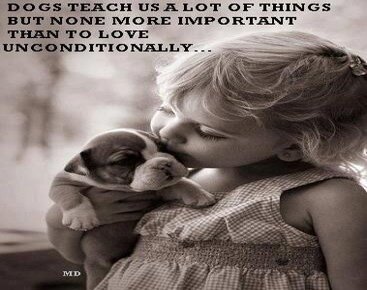 DOGS TEACH US A LOT OF THINGS
BUT NONE MORE IMPORTANT
THAN TO LOVE
UNCONDITIONALLY...
MD